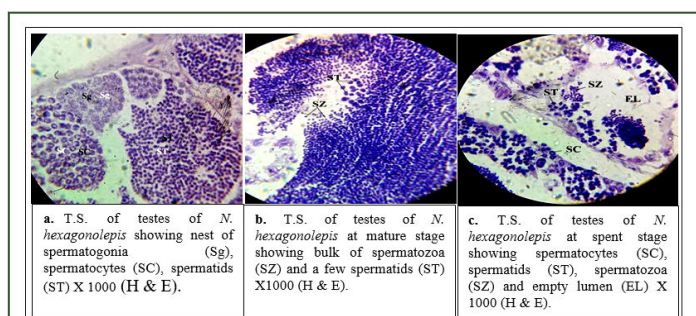 Sg
SC
ST
SC
ST
SZ
SZ
ST
EL
SC
a. T.S. of testes of N.
hexagonolepis showing nest of
spermatogonia (Sg),
spermatocytes (SC), spermatids
(ST) X 1000 (H & E).
b. T.S. of testes of N.
hexagonolepis at mature stage
showing bulk of spermatozoa
(SZ) and a few spermatids (ST)
X1000 (H & E).
c. T.S. of testes of N.
hexagonolepis at spent stage
showing spermatocytes (SC),
spermatids (ST), spermatozoa
(SZ) and empty lumen (EL) X
1000 (H & E).